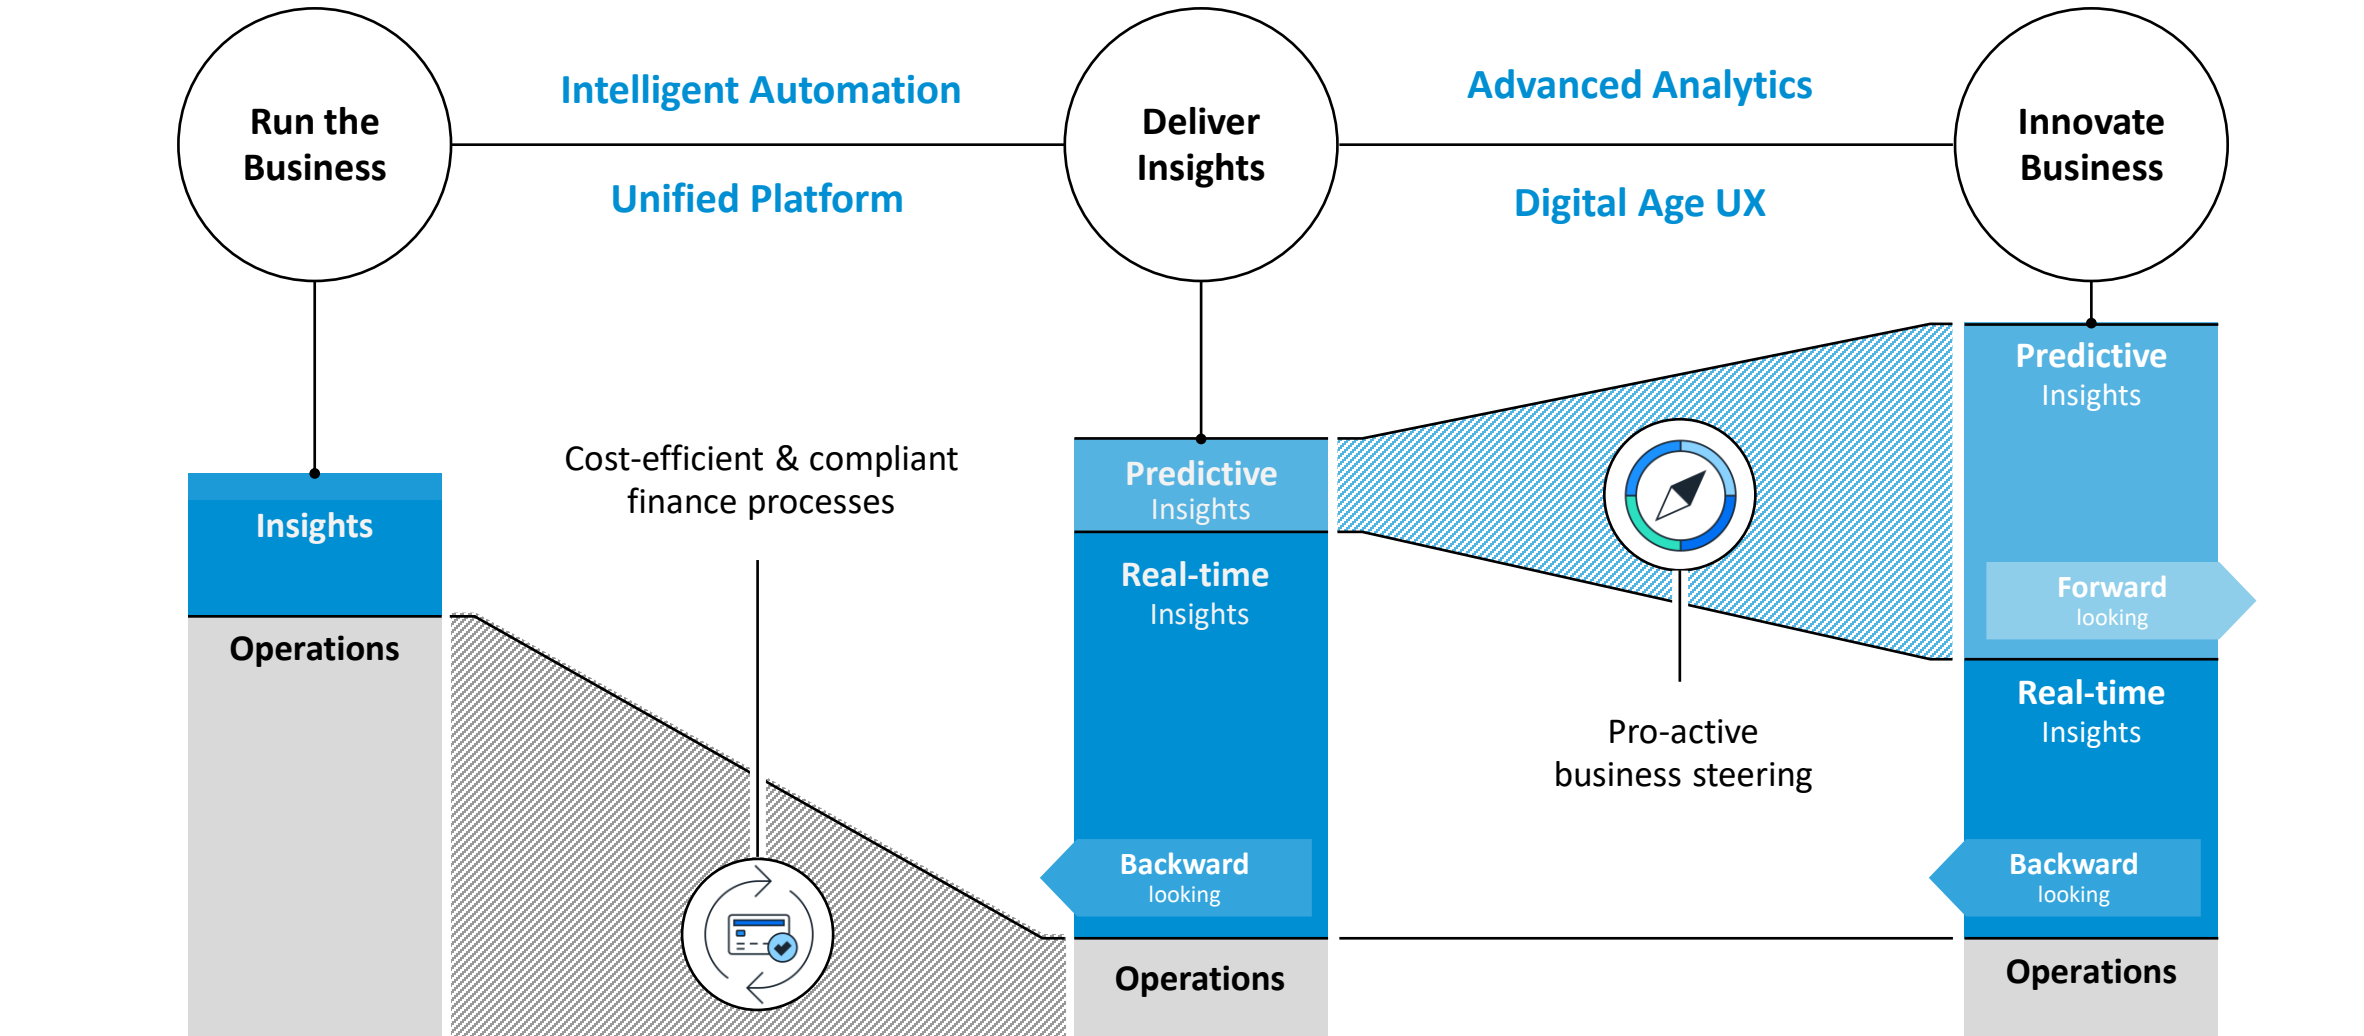 Run the
Business
Intelligent Automation
Unified Platform
Deliver
Insights
Advanced Analytics
Digital Age UX
Innovate
Business
Insights
Operations
Cost-efficient & compliant
finance processes
Predictive
Insights
Real-time
Insights
Backward
looking
Operations
Pro-active
business steering
Predictive
Insights
Forward
looking
Real-time
Insights
Backward
looking
Operations